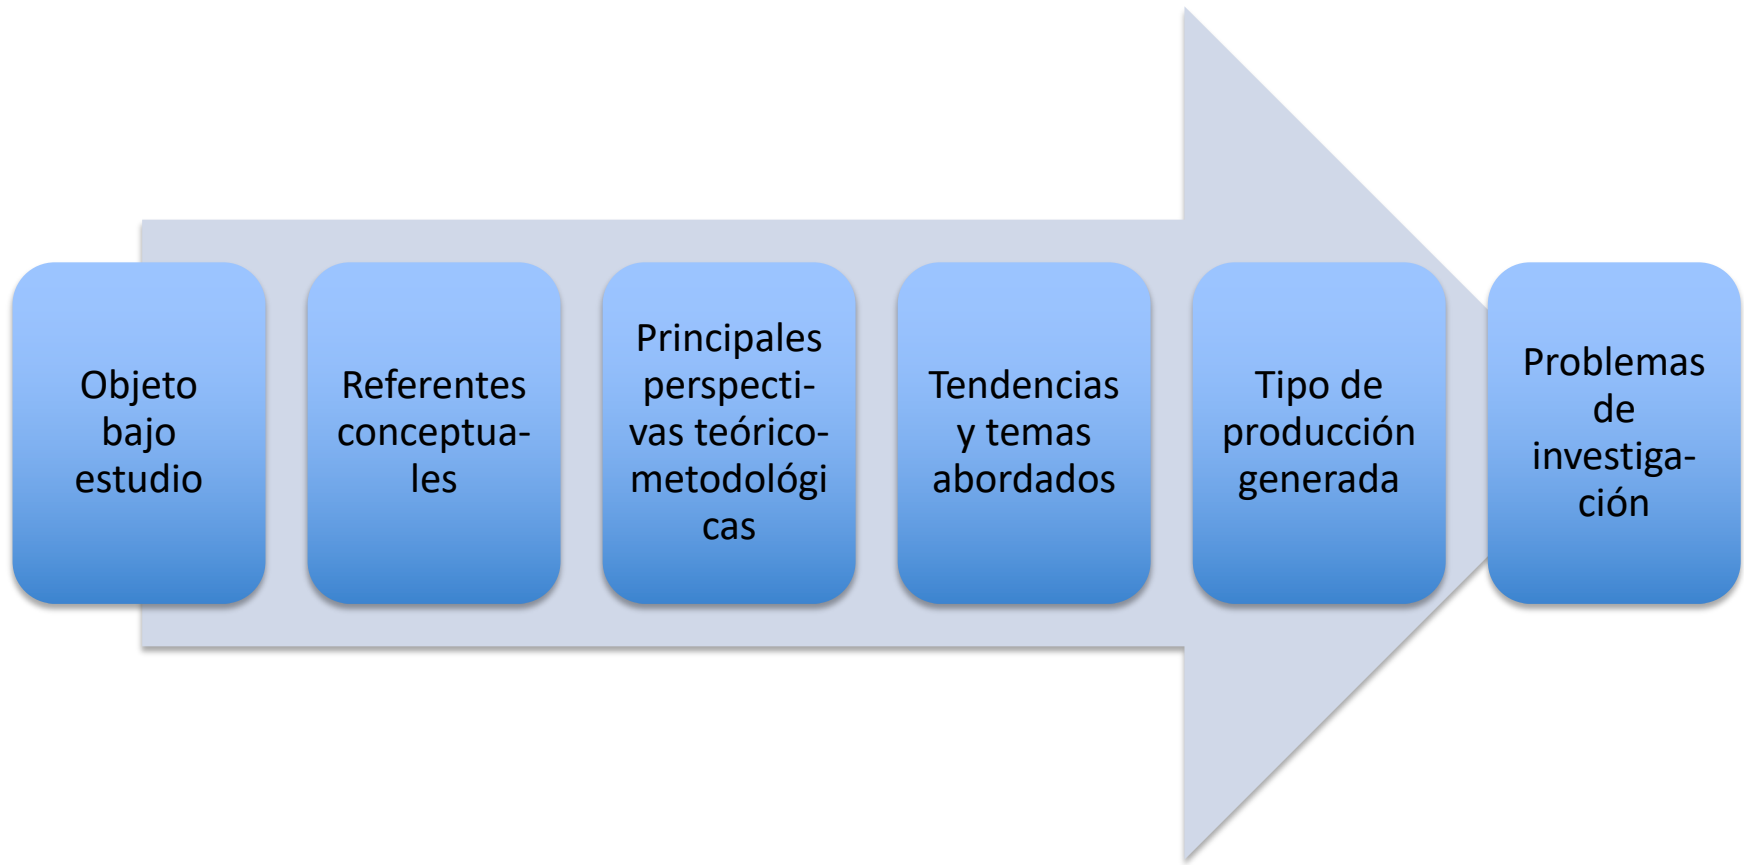 Objeto
bajo
estudio
Referentes
conceptua-
les
Principales
perspecti-
vas teórico-
metodológi
cas
Tendencias
y temas
abordados
Tipo de
producción
generada
Problemas
de
investiga-
ción